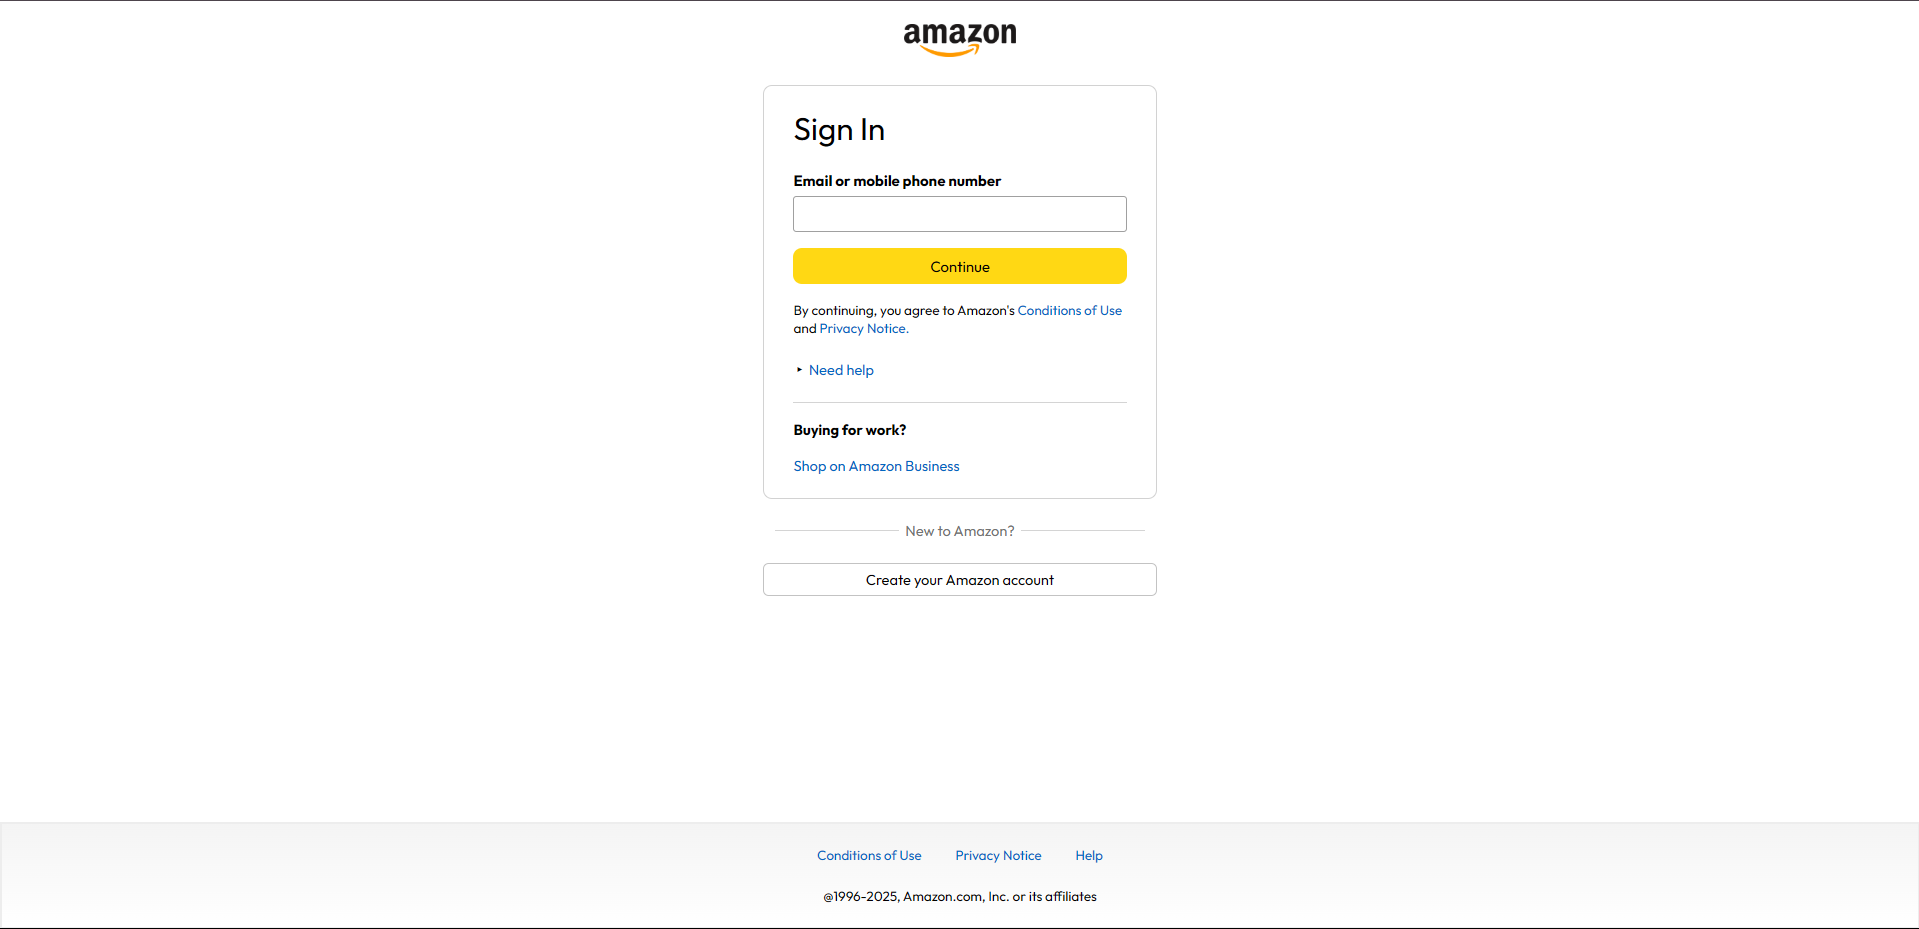 amazon
Sign In
Email or mobile phone number
Continue
By continuing, you agree to Amazon's Conditions of Use
and Privacy Notice.
Need help
Buying for work?
Shop on Amazon Business
New to Amazon?
Create your Amazon account
Conditions of Use Privacy Notice Help
@1996-2025, Amazon.com, Inc. or its affiliates